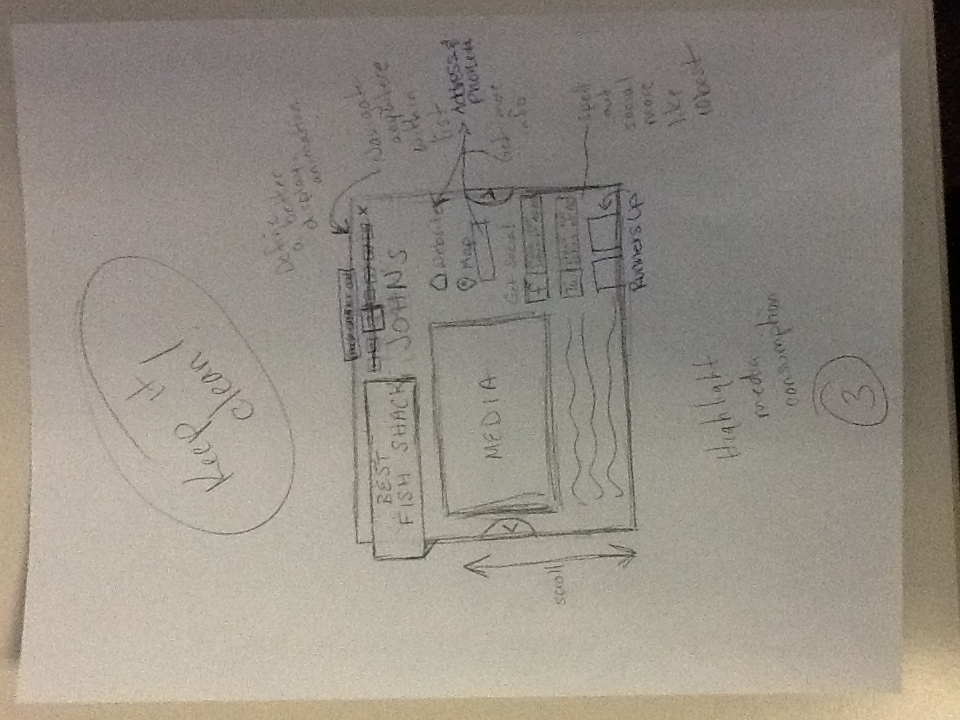 Keep it
clean!
Define
a better
display.
animation
x
Navigate
anywhere
within
list
BEST
FISH SHACK
JOHN'S
Website
Map
Address &
Phone #
MEDIA
Get Social
Get more
info
f
scroll
Spell
out
social
more
like
10best
Runners Up
Highlight
media
consumption
3